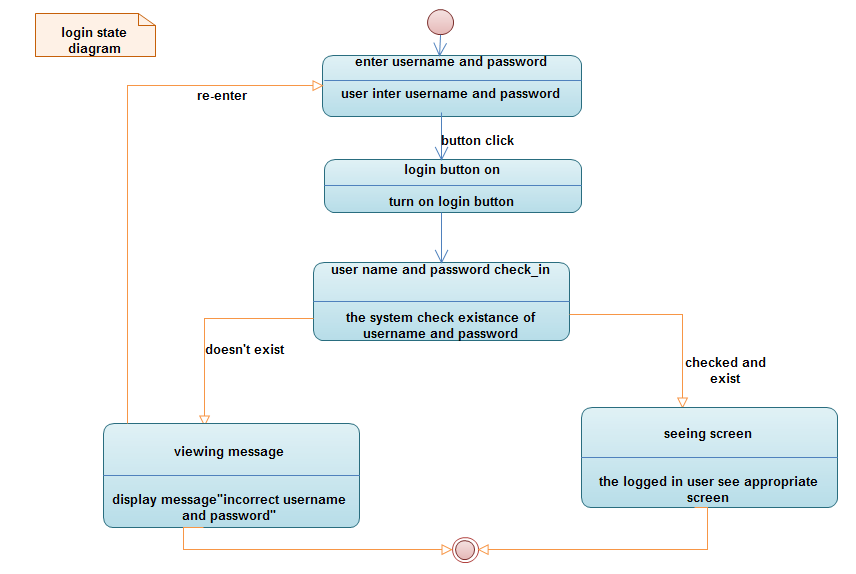 login state
diagram
enter username and password
user inter username and password
re-enter
button click
login button on
turn on login button
user name and password check_in
the system check existance of
username and password
doesn't exist
checked and
exist
viewing message
display message"incorrect username
and password"
seeing screen
the logged in user see appropriate
screen